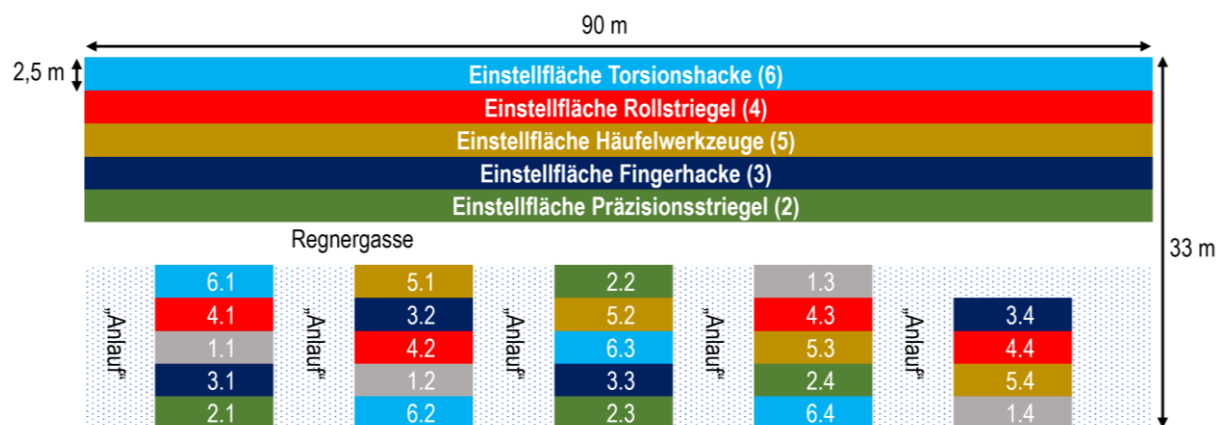 90 m
2,5 m
Einstellfläche Torsionshacke (6)
Einstellfläche Rollstriegel (4)
Einstellfläche Häufelwerkzeuge (5)
Einstellfläche Fingerhacke (3)
Einstellfläche Präzisionsstriegel (2)
Regnergasse
33 m
6.1 5.1 2.2 1.3
4.1 3.2 5.2 4.3 3.4
1.1 4.2 6.3 5.3 4.4
3.1 1.2 3.3 2.4 5.4
2.1 6.2 2.3 6.4 1.4
„Anlauf“
„Anlauf“
„Anlauf“
„Anlauf“
„Anlauf“